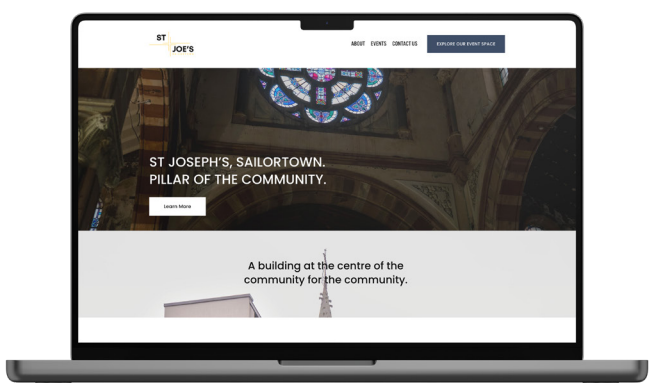 ST
JOE'S
ABOUT EVENTS CONTACT US EXPLORE OUR EVENT SPACE
ST JOSEPH'S, SAILORTOWN.
PILLAR OF THE COMMUNITY.
Learn More
A building at the centre of the
community for the community.